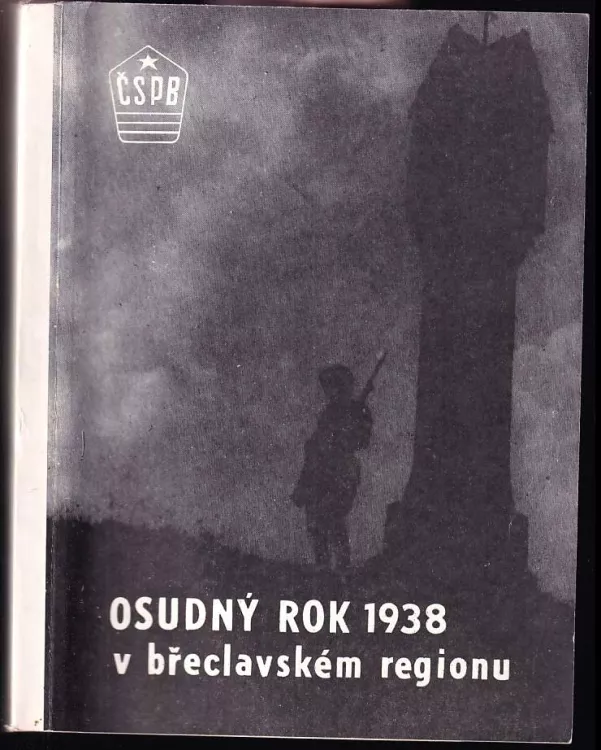 ČSPB
OSUDNÝ ROK 1938
v břeclavském regionu